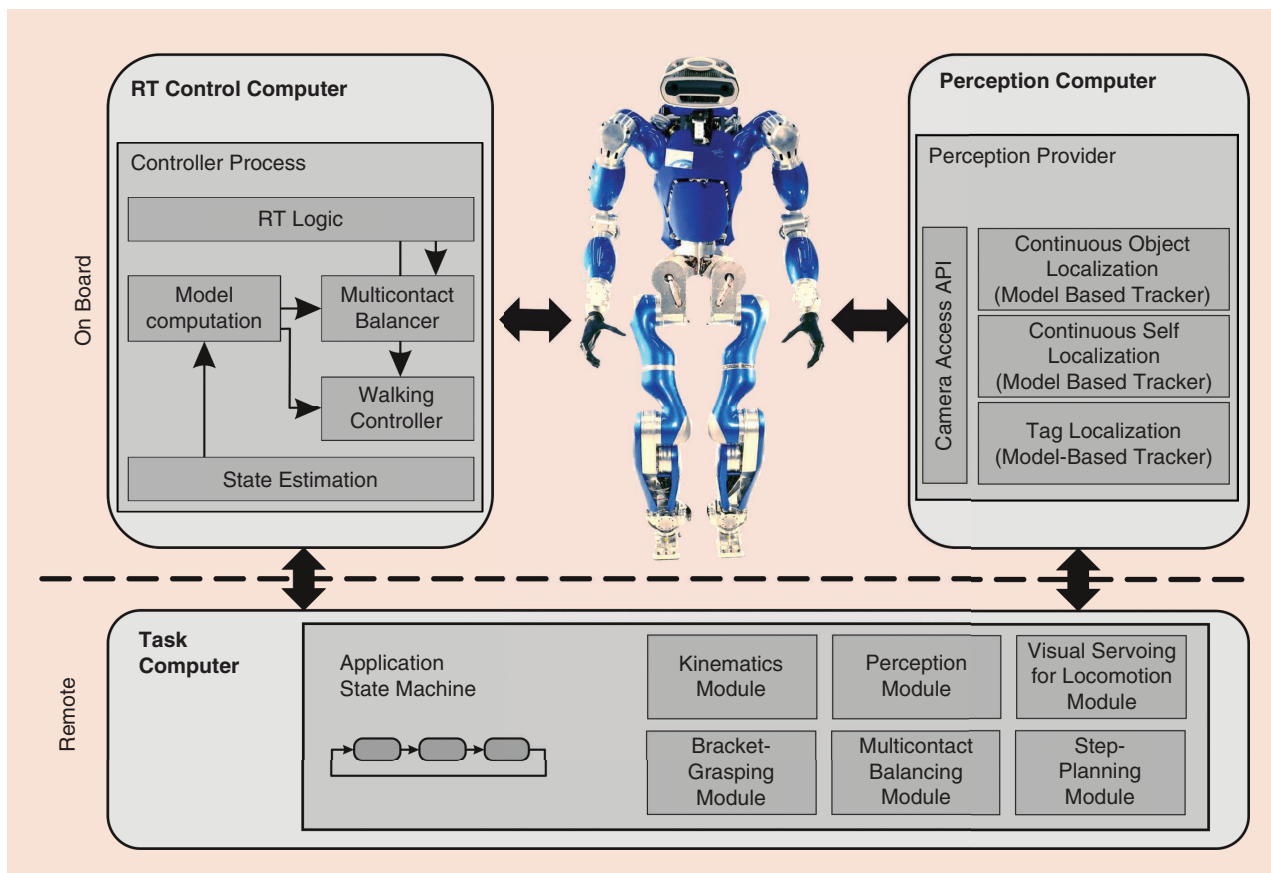 RT Control Computer
Controller Process
RT Logic
Model
computation
Multicontact
Balancer
Walking
Controller
State Estimation
On Board
Perception Computer
Perception Provider
Camera Access API
Continuous Object
Localization
(Model Based Tracker)
Continuous Self
Localization
(Model Based Tracker)
Tag Localization
(Model-Based Tracker)
Remote
Task
Computer
Application
State Machine
Kinematics
Module
Perception
Module
Visual Servoing
for Locomotion
Module
Bracket-
Grasping
Module
Multicontact
Balancing
Module
Step-
Planning
Module